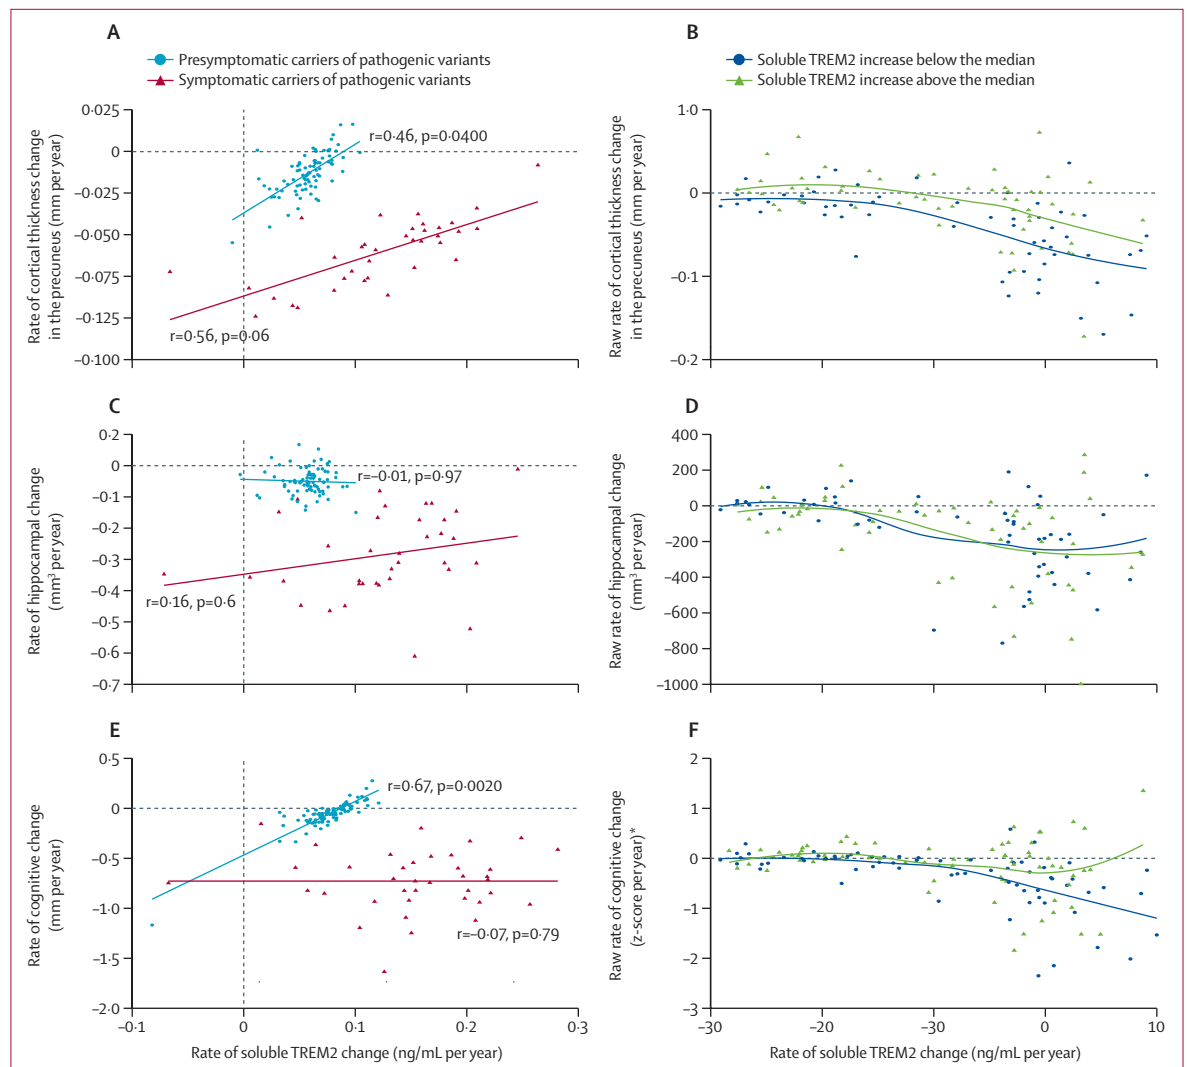 A
Presymptomatic carriers of pathogenic variants
Symptomatic carriers of pathogenic variants
0·025
0
–0·025
–0·050
–0·075
–0·125
–0·100
Rate of cortical thickness change
in the precuneus (mm per year)
r=0·46, p=0·0400
r=0·56, p=0·06
0
0·1
0·2
0·3
B
Soluble TREM2 increase below the median
Soluble TREM2 increase above the median
1·0
0
–0·1
–0·2
Raw rate of cortical thickness change
in the precuneus (mm per year)
C
0·2
0
–0·1
–0·2
–0·3
–0·4
–0·5
–0·6
–0·7
Rate of hippocampal change
(mm³ per year)
r=–0·01, p=0·97
r=0·16, p=0·6
D
400
200
0
–200
–400
–600
–800
–1000
Raw rate of hippocampal change
(mm³ per year)
E
0·5
0
–0·5
–1·0
–1·5
–2·0
Rate of cognitive change
(mm per year)
r=0·67, p=0·0020
r=–0·07, p=0·79
–0·1
0
0·1
0·2
0·3
Rate of soluble TREM2 change (ng/mL per year)
F
2
1
0
–1
–2
–3
Raw rate of cognitive change
(z-score per year)*
–30
–20
–30
0
10
Rate of soluble TREM2 change (ng/mL per year)